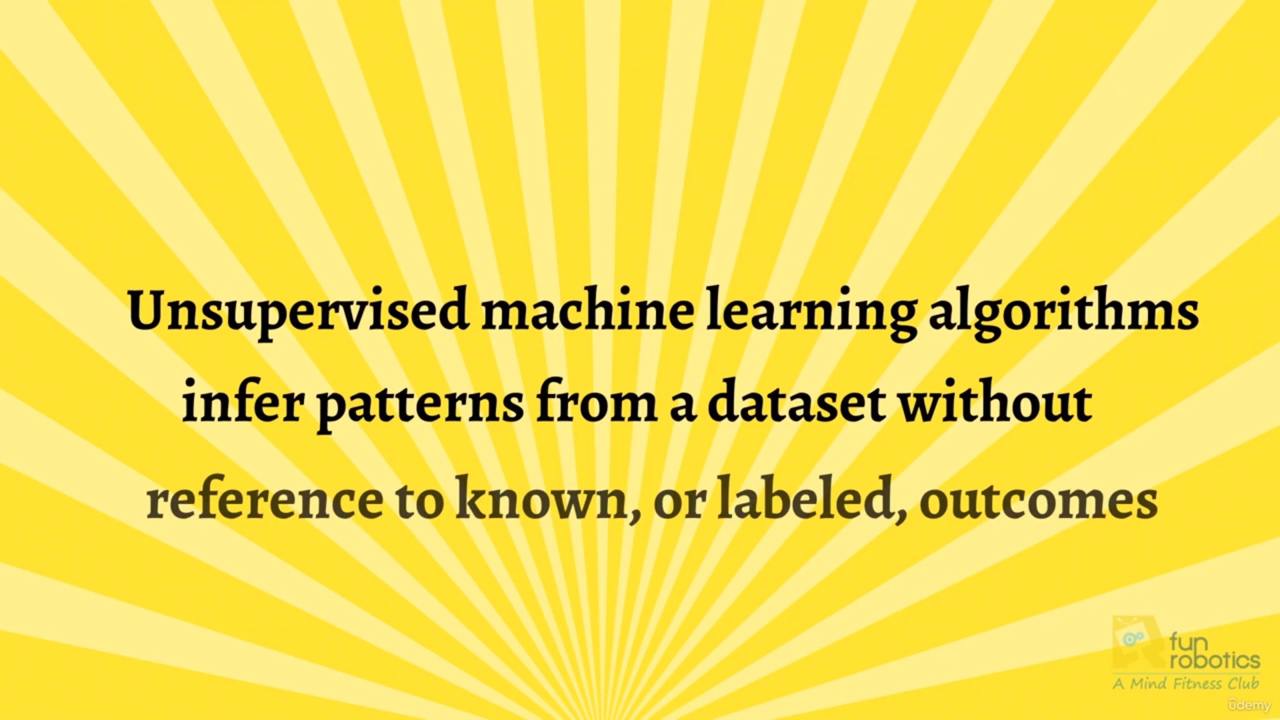 Unsupervised machine learning algorithms
infer patterns from a dataset without
reference to known, or labeled, outcomes
fun
robotics
A Mind Fitness Club
ûdemy